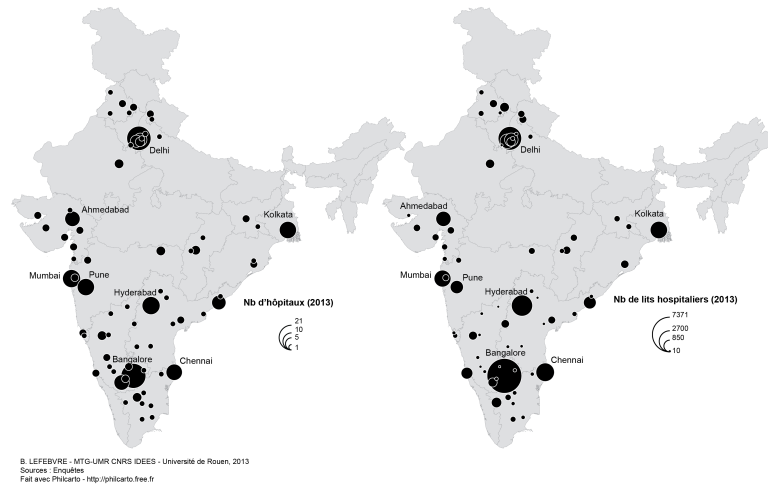 Delhi
Ahmedabad
Kolkata
Mumbai
Pune
Hyderabad
Nb d'hôpitaux (2013)
21
10
5
1
Bangalore
Chennai
Delhi
Ahmedabad
Kolkata
Mumbai
Pune
Hyderabad
Nb de lits hospitaliers (2013)
7371
2700
850
10
Bangalore
Chennai
B. LEFEBVRE - MTG-UMR CNRS IDEES - Université de Rouen, 2013
Sources : Enquêtes
Fait avec Philcarto - http://philcarto.free.fr